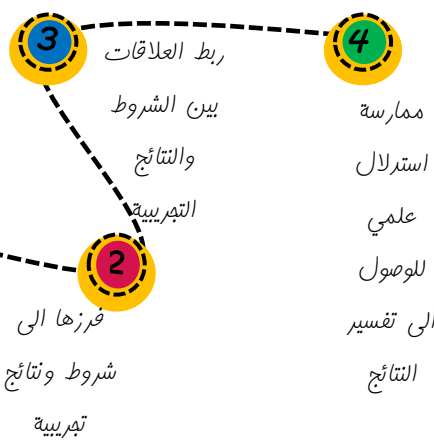 2
فرزها الى
شروط ونتائج
تجريبية
3
ربط العلاقات
بين الشروط
والنتائج
التجريبية
4
ممارسة
استرلال
علمي
للوصول
الى تفسير
النتائج